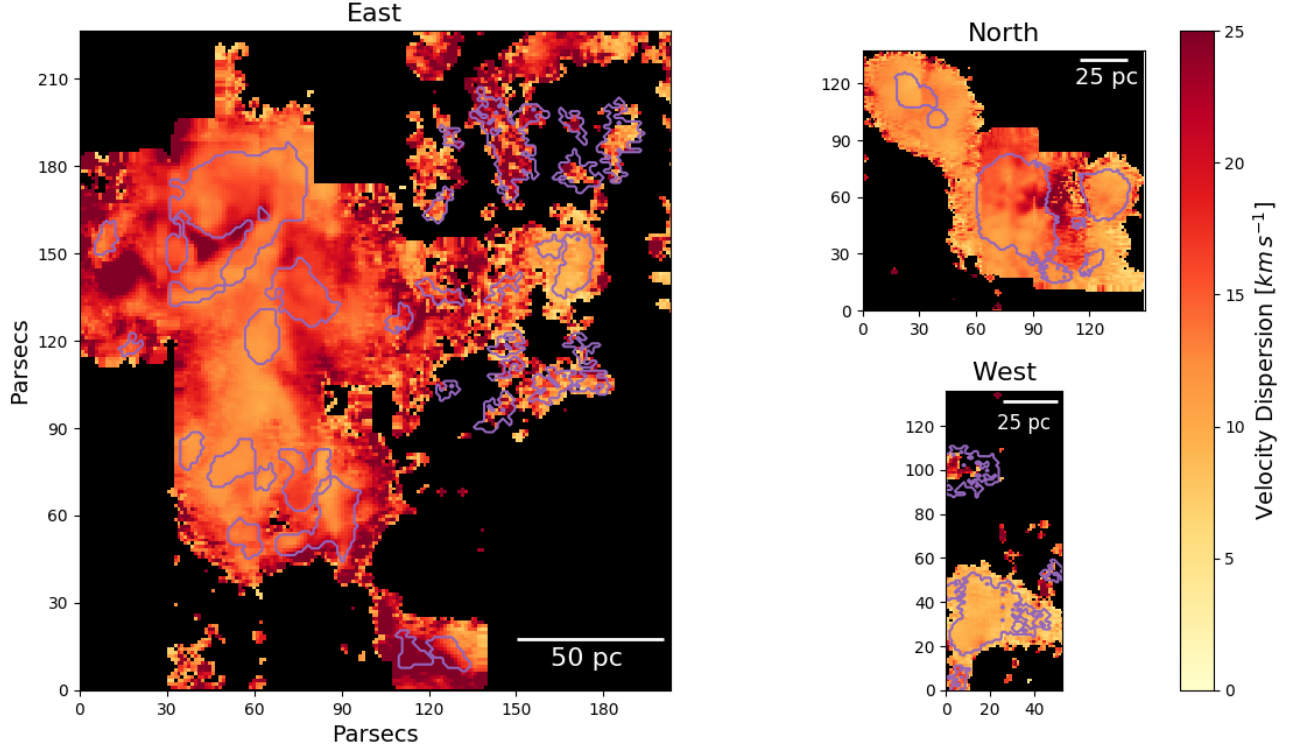 East
210
180
150
120
90
60
30
0
0 30 60 90 120 150 180
Parsecs
Parsecs
50 pc
North
25 pc
120
90
60
30
0
0 30 60 90 120
West
25 pc
120
100
80
60
40
20
0
0 20 40
25
20
15
10
5
0
Velocity Dispersion [km s⁻¹]